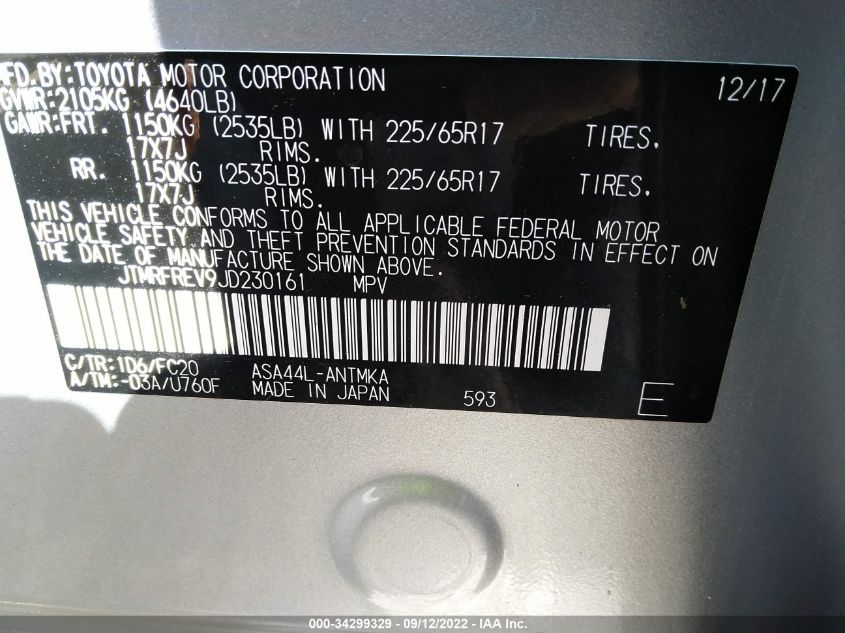 MFD.BY:TOYOTA MOTOR CORPORATION 12/17
GVWR:2105KG (4640LB)
GAWR:FRT. 1150KG (2535LB) WITH 225/65R17 TIRES.
17X7J RIMS.
RR. 1150KG (2535LB) WITH 225/65R17 TIRES.
17X7J RIMS.
THIS VEHICLE CONFORMS TO ALL APPLICABLE FEDERAL MOTOR
VEHICLE SAFETY AND THEFT PREVENTION STANDARDS IN EFFECT ON
THE DATE OF MANUFACTURE SHOWN ABOVE.
JTMRFREV9JD230161 MPV
C/TR:1D6/FC20 ASA44L-ANTMKA
A/TM:-03A/U760F MADE IN JAPAN 593 E
000-34299329 - 09/12/2022 - IAA Inc.